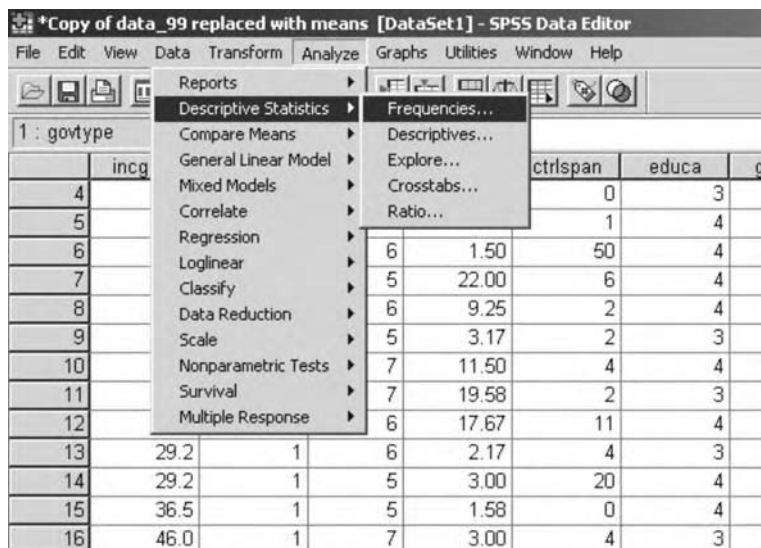 *Copy of data_99 replaced with means [DataSet1] - SPSS Data Editor
File Edit View Data Transform Analyze Graphs Utilities Window Help
Reports
Descriptive Statistics
Compare Means
General Linear Model
Mixed Models
Correlate
Regression
Loglinear
Classify
Data Reduction
Scale
Nonparametric Tests
Survival
Multiple Response
Frequencies...
Descriptives...
Explore...
Crosstabs...
Ratio...
1 : govtype
incg ctrlspan educa
4 0 3
5 1 4
6 6 1.50 50 4
7 5 22.00 6 4
8 6 9.25 2 4
9 5 3.17 2 3
10 7 11.50 4 4
11 7 19.58 2 3
12 6 17.67 11 4
13 29.2 1 6 2.17 4 3
14 29.2 1 5 3.00 20 4
15 36.5 1 5 1.58 0 4
16 46.0 1 7 3.00 4 3